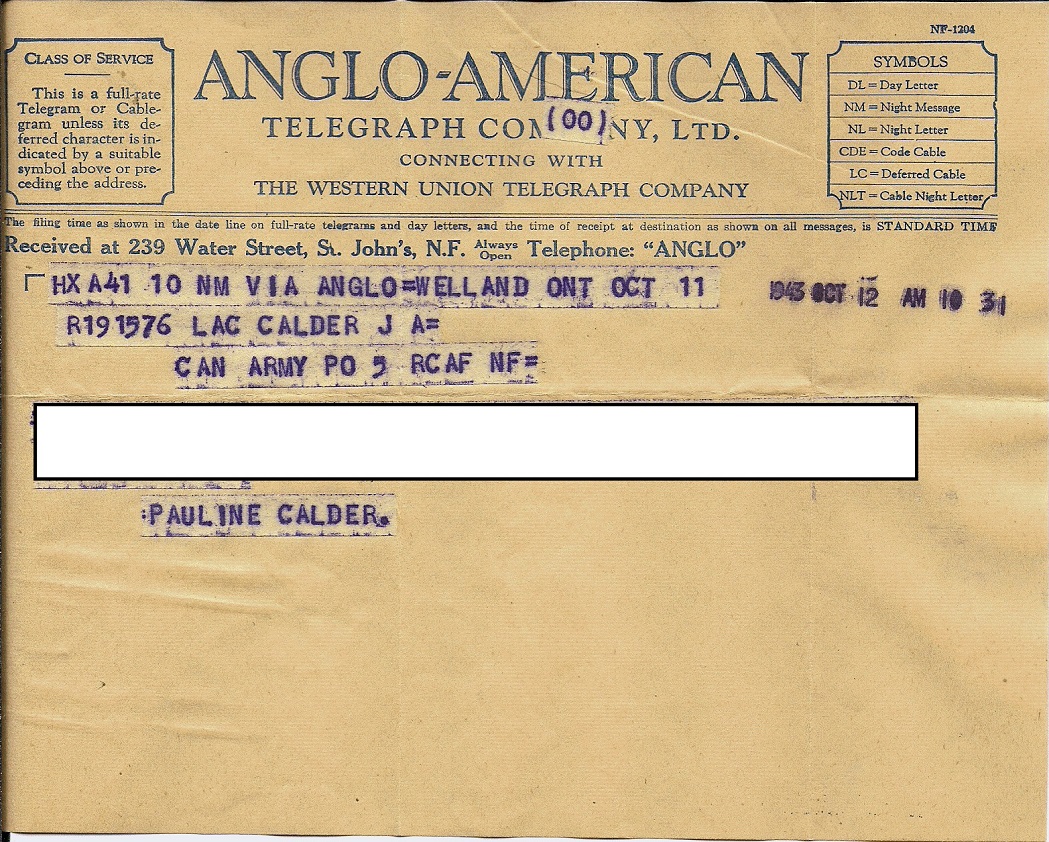 NF-1204
CLASS OF SERVICE
This is a full-rate
Telegram or Cable-
gram unless its de-
ferred character is in-
dicated by a suitable
symbol above or pre-
ceding the address.
ANGLO-AMERICAN
TELEGRAPH COM(00)NY, LTD.
CONNECTING WITH
THE WESTERN UNION TELEGRAPH COMPANY
SYMBOLS
DL = Day Letter
NM = Night Message
NL = Night Letter
CDE = Code Cable
LC = Deferred Cable
NLT = Cable Night Letter
The filing time as shown in the date line on full-rate telegrams and day letters, and the time of receipt at destination as shown on all messages, is STANDARD TIME
Received at 239 Water Street, St. John's, N.F. Always Open Telephone: "ANGLO"
HX A41 10 NM VIA ANGLO=WELLAND ONT OCT 11
1943 OCT 12 AM 10 31
R191576 LAC CALDER J A=
CAN ARMY PO 5 RCAF NF=
:PAULINE CALDER.